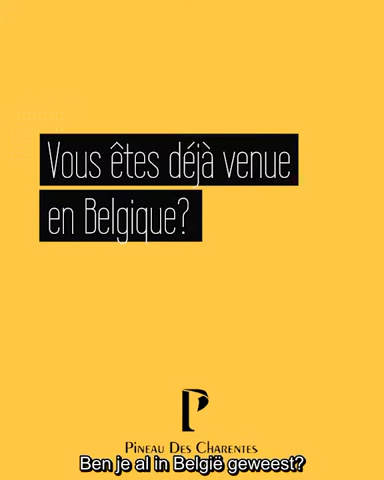 Vous êtes déjà venue
en Belgique?
P
PINEAU DES CHARENTES
Ben je al in België geweest?